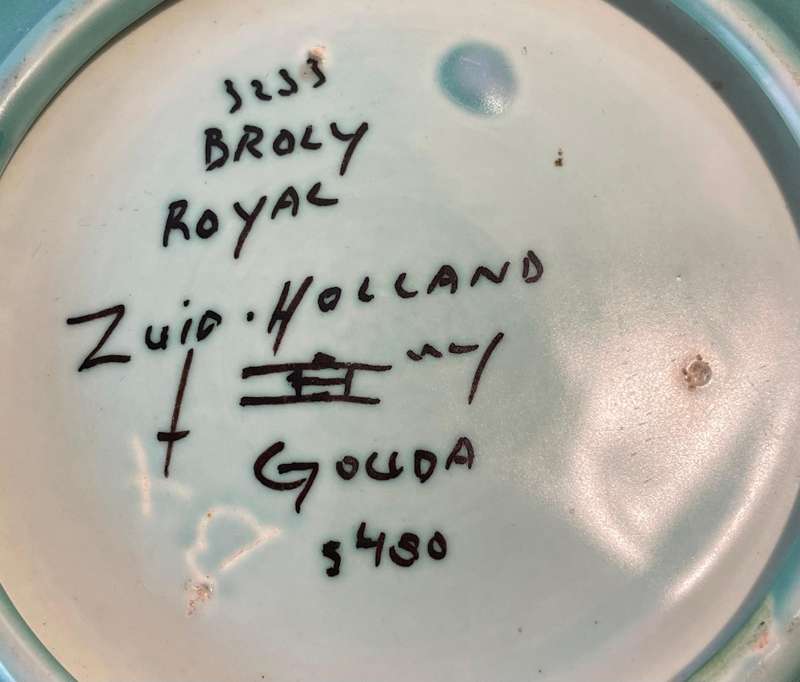 3233
BROLY
ROYAL
ZUID-HOLLAND
GOUDA
5480